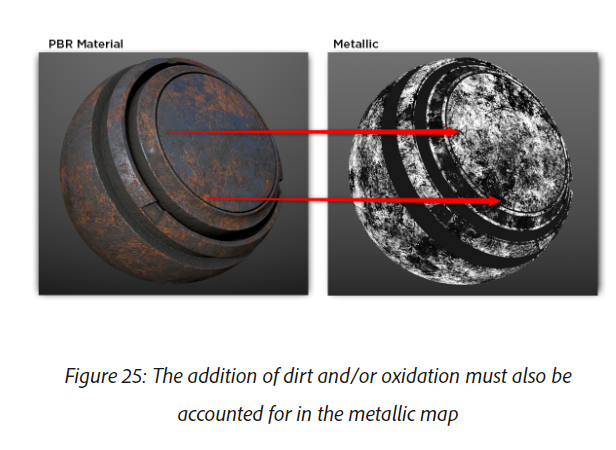 PBR Material
Metallic
Figure 25: The addition of dirt and/or oxidation must also be
accounted for in the metallic map